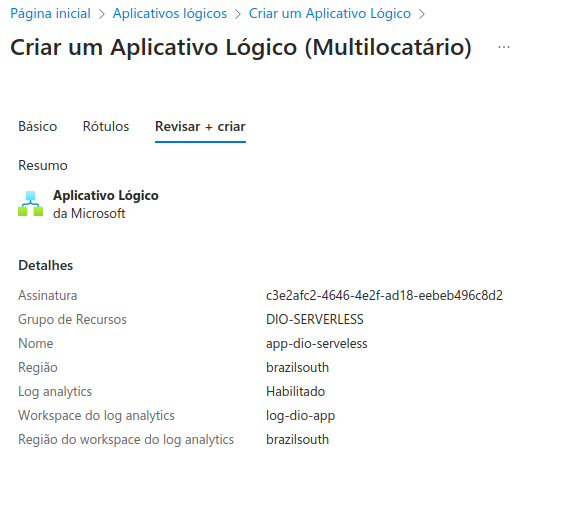 Página inicial > Aplicativos lógicos > Criar um Aplicativo Lógico >
Criar um Aplicativo Lógico (Multilocatário) ...
Básico Rótulos Revisar + criar
Resumo
Aplicativo Lógico
da Microsoft
Detalhes
Assinatura c3e2afc2-4646-4e2f-ad18-eebeb496c8d2
Grupo de Recursos DIO-SERVERLESS
Nome app-dio-serveless
Região brazilsouth
Log analytics Habilitado
Workspace do log analytics log-dio-app
Região do workspace do log analytics brazilsouth